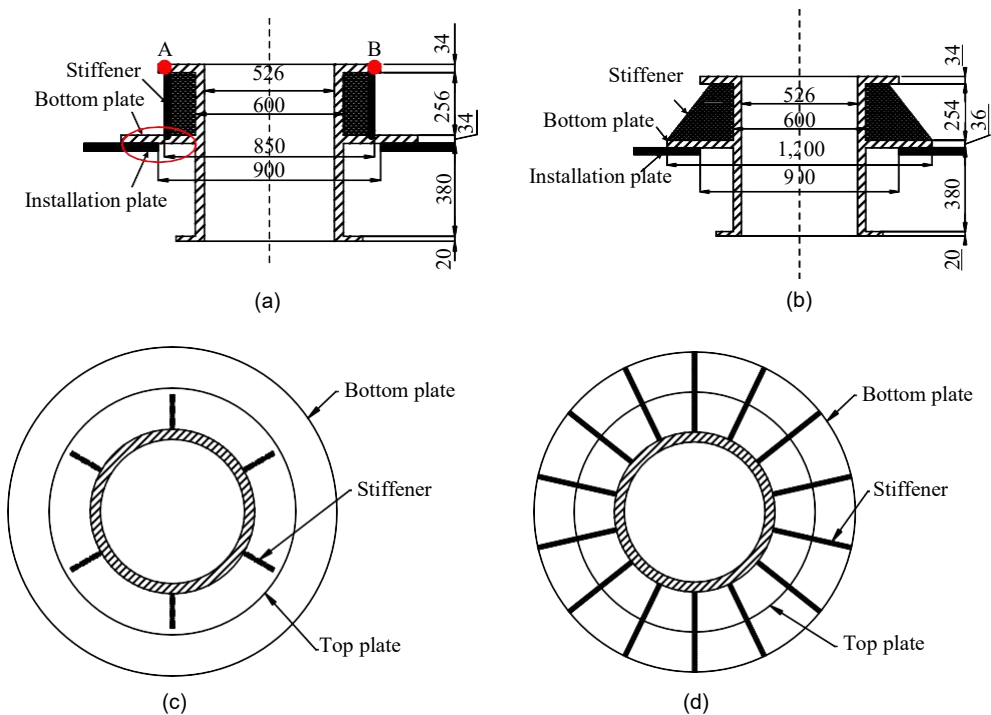 A
B
Stiffener
Bottom plate
Installation plate
526
600
850
900
34
256
34
380
20
(a)
Stiffener
Bottom plate
Installation plate
526
600
1,200
900
34
254
36
380
20
(b)
Bottom plate
Stiffener
Top plate
(c)
Bottom plate
Stiffener
Top plate
(d)